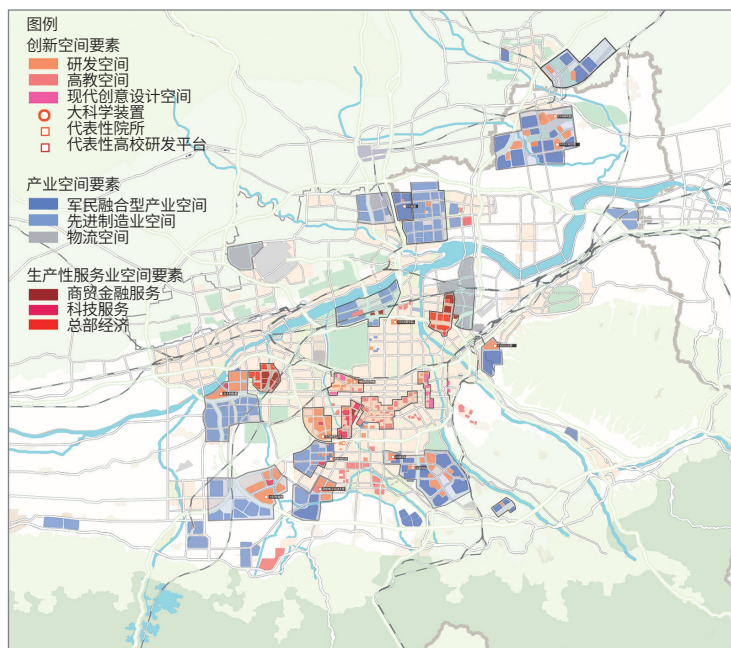 图例
创新空间要素
研发空间
高教空间
现代创意设计空间
大科学装置
代表性院所
代表性高校研发平台
产业空间要素
军民融合型产业空间
先进制造业空间
物流空间
生产性服务业空间要素
商贸金融服务
科技服务
总部经济